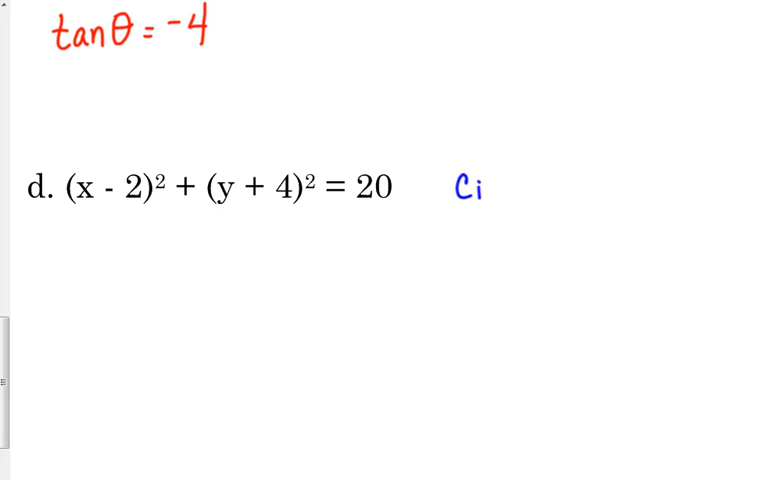 tanθ = -4
d. (x - 2)² + (y + 4)² = 20 Ci